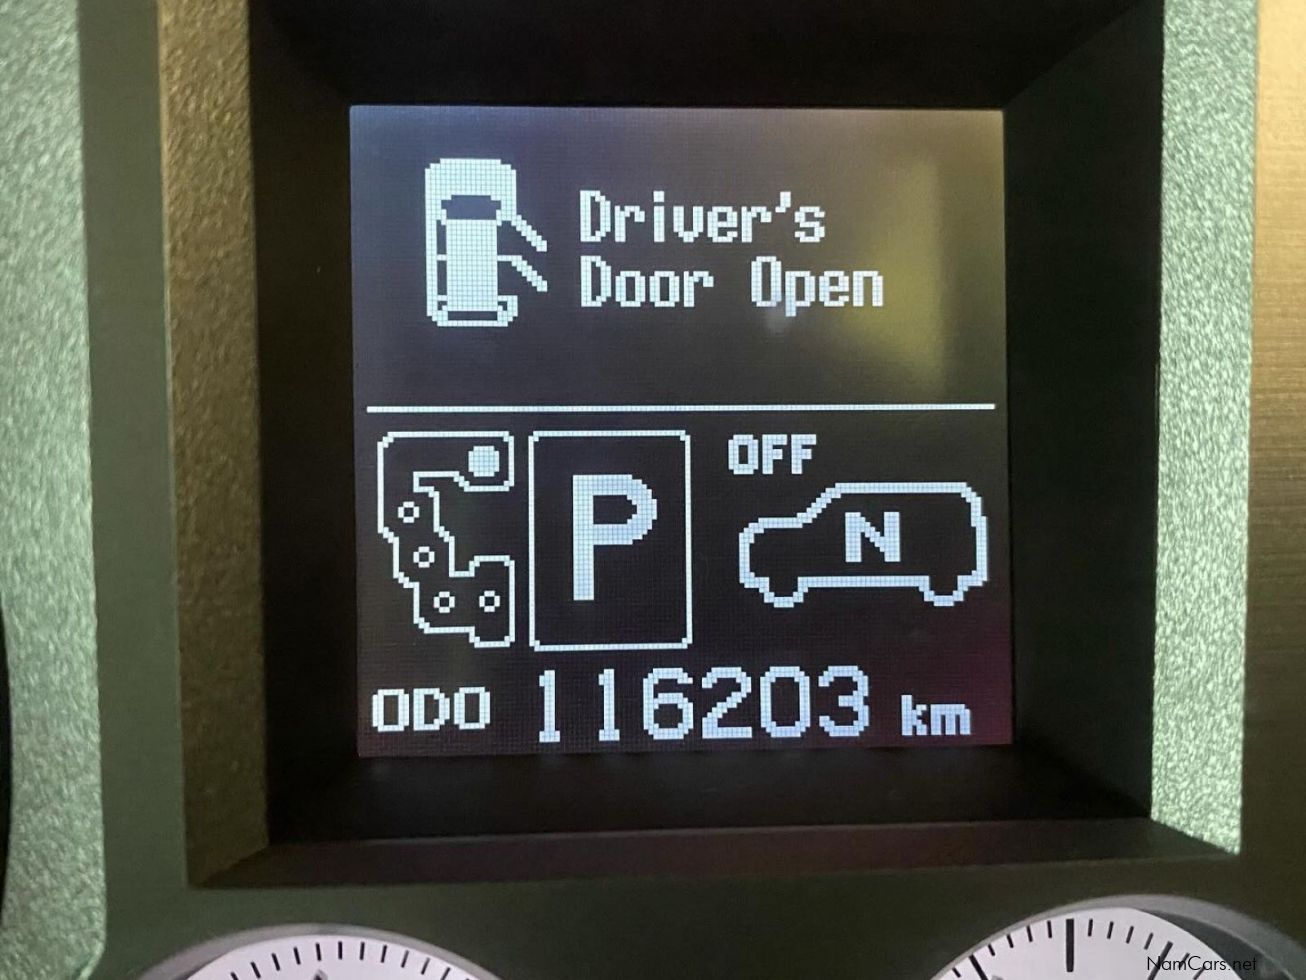 Driver's
Door Open
OFF
P
N
ODO 116203 km
NamCars.net